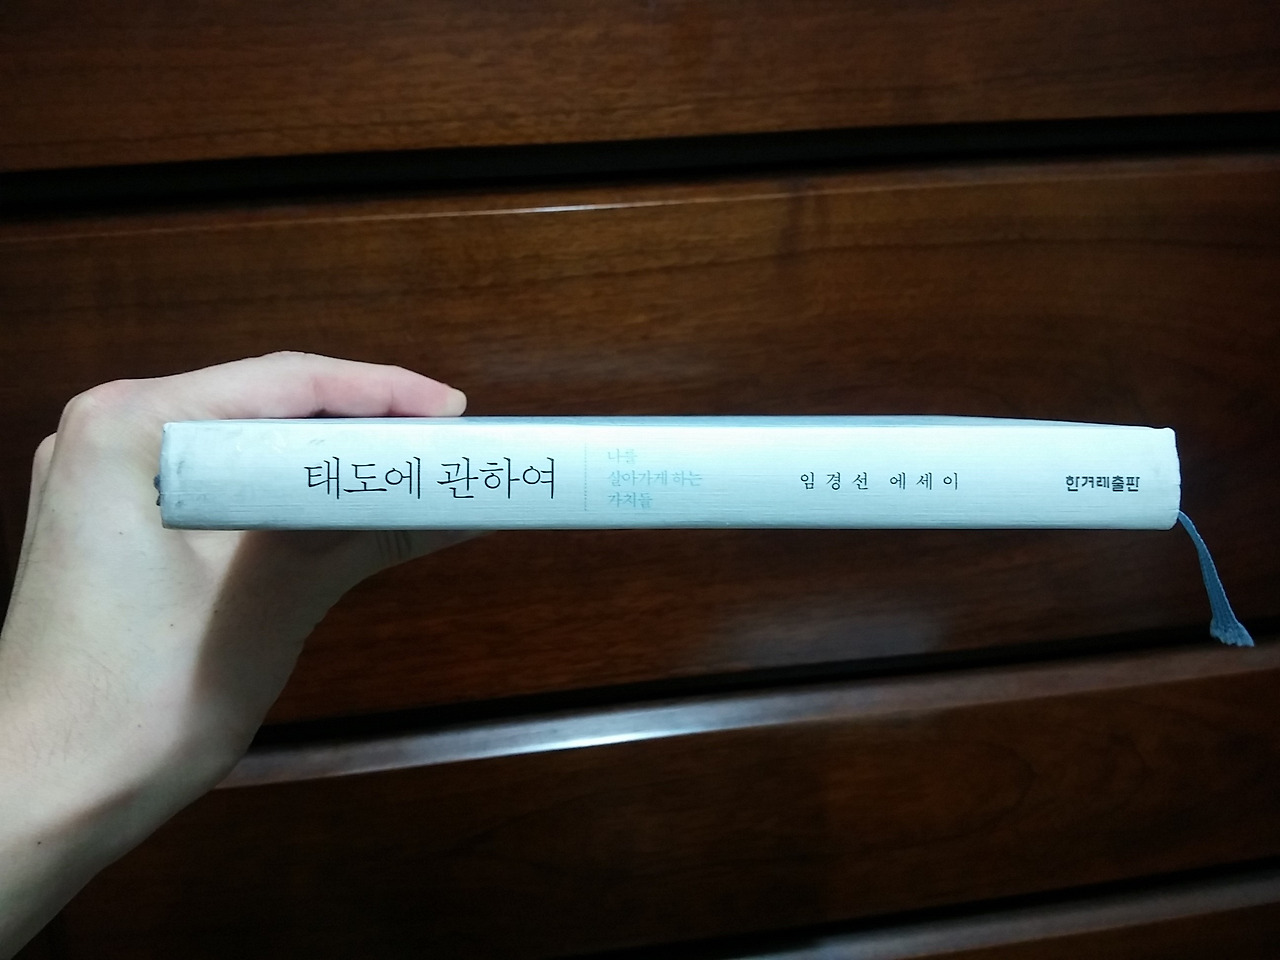 태도에 관하여
나를
살아가게 하는
가치들
임경선 에세이
한겨레출판